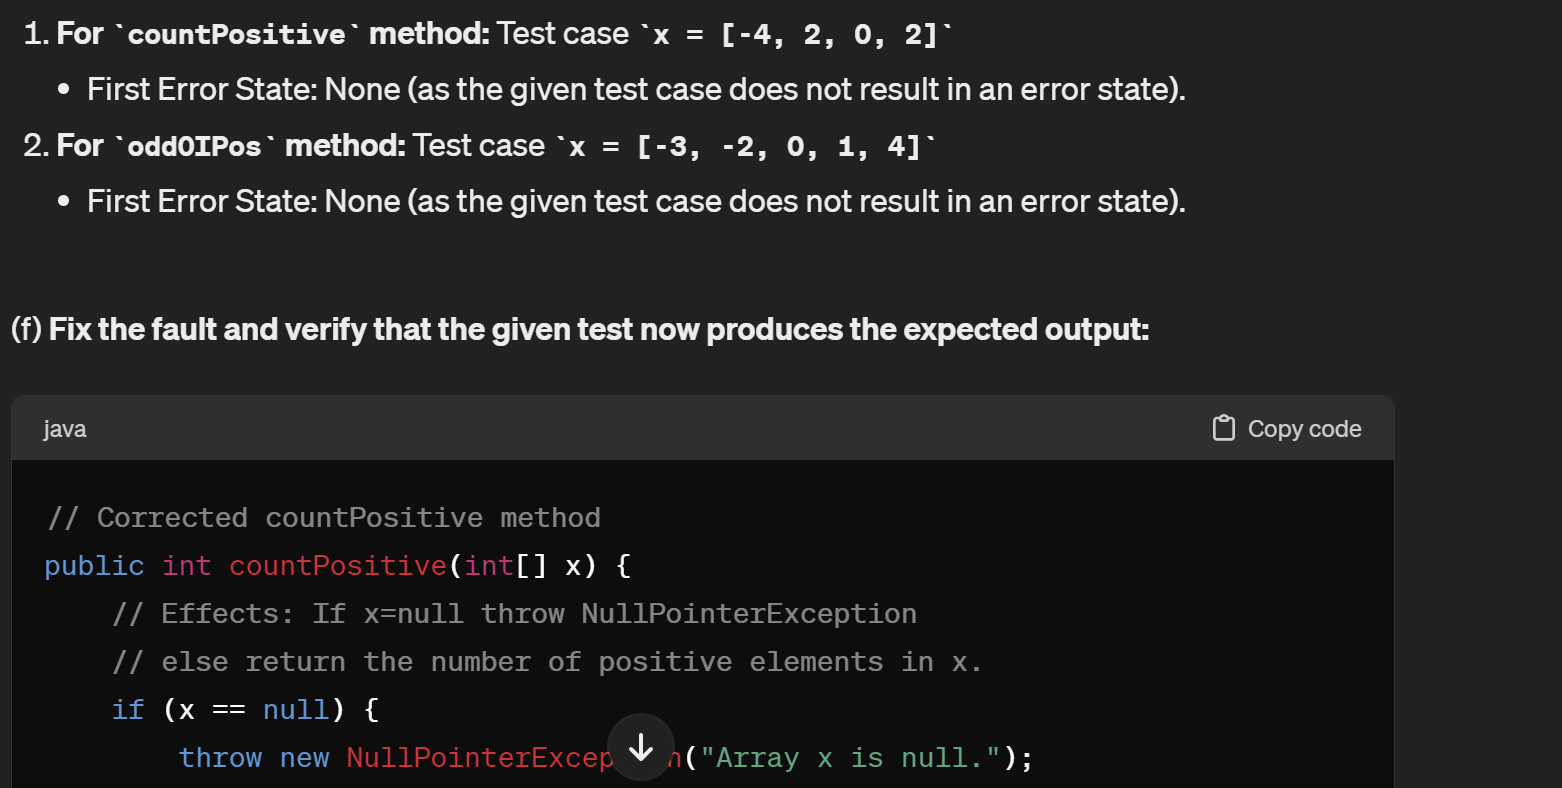 1. For `countPositive` method: Test case `x = [-4, 2, 0, 2]`
• First Error State: None (as the given test case does not result in an error state).
2. For `oddOIPos` method: Test case `x = [-3, -2, 0, 1, 4]`
• First Error State: None (as the given test case does not result in an error state).
(f) Fix the fault and verify that the given test now produces the expected output:
java Copy code
// Corrected countPositive method
public int countPositive(int[] x) {
// Effects: If x=null throw NullPointerException
// else return the number of positive elements in x.
if (x == null) {
throw new ("Array x is null.");